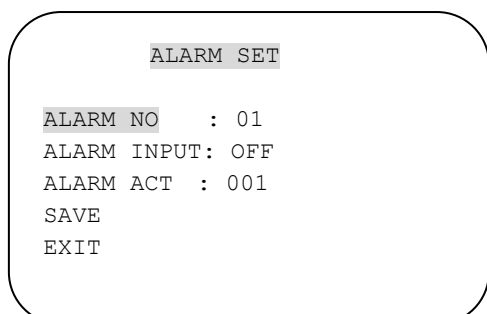 ALARM SET
ALARM NO : 01
ALARM INPUT: OFF
ALARM ACT : 001
SAVE
EXIT